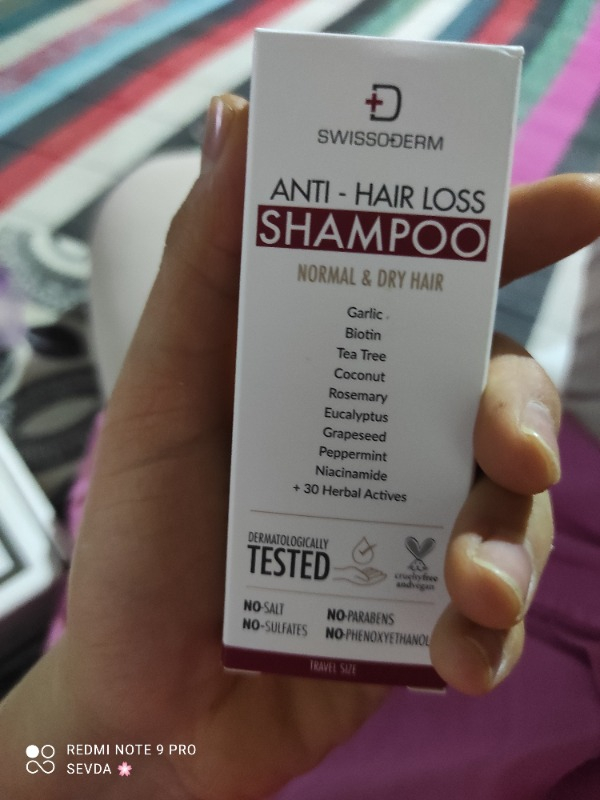 SWISSODERM
ANTI - HAIR LOSS
SHAMPOO
NORMAL & DRY HAIR
Garlic
Biotin
Tea Tree
Coconut
Rosemary
Eucalyptus
Grapeseed
Peppermint
Niacinamide
+ 30 Herbal Actives
DERMATOLOGICALLY
TESTED
crueltyfree
andvegan
NO-SALT
NO-PARABENS
NO-SULFATES
NO-PHENOXYETHANOL
TRAVEL SIZE
REDMI NOTE 9 PRO
SEVDA 🌸